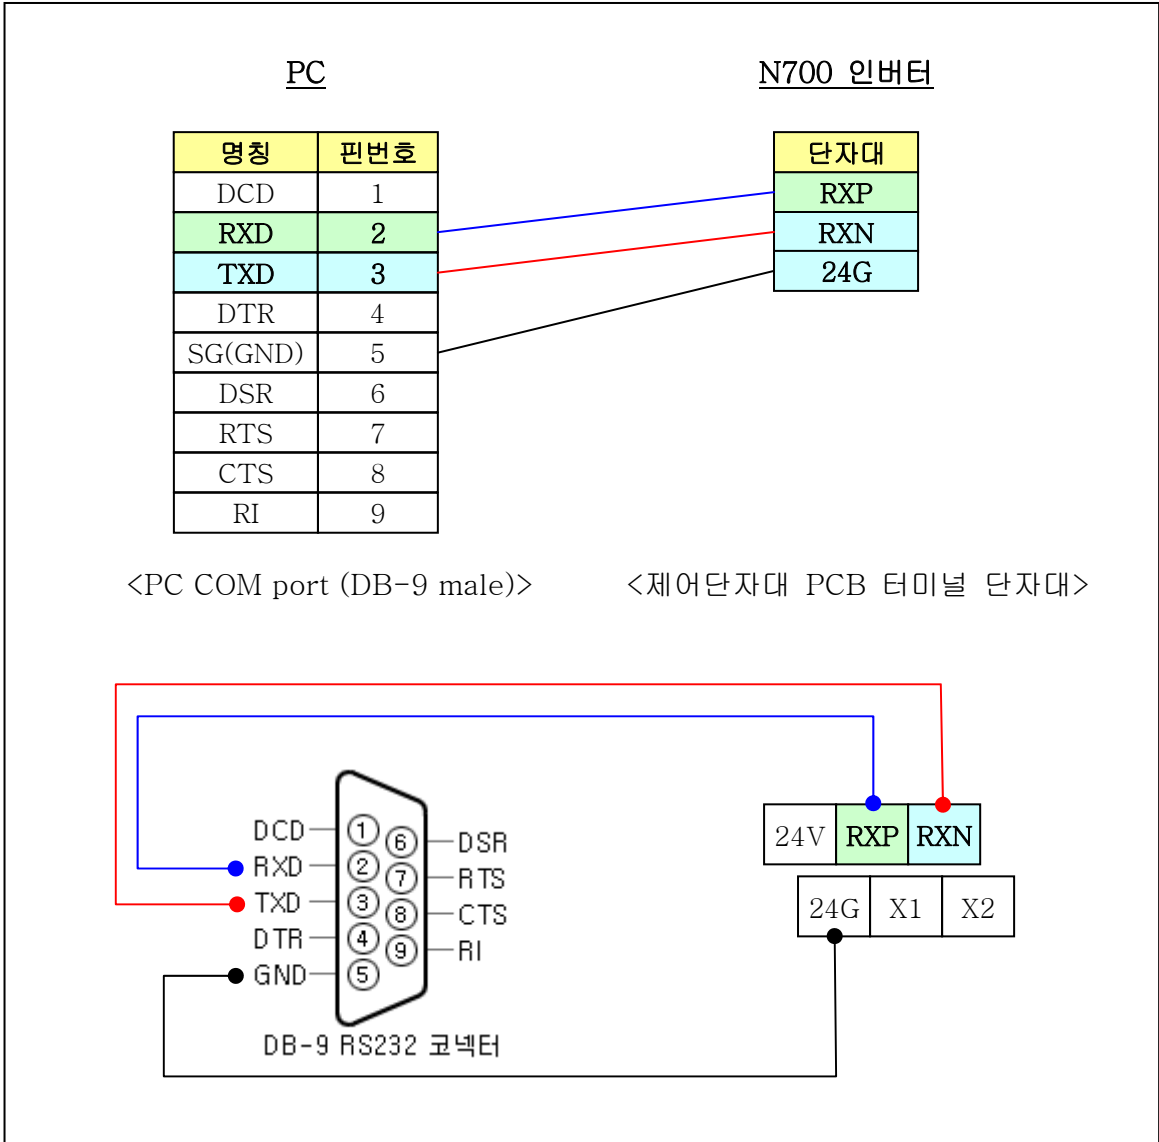 PC N700 인버터
명칭 핀번호 단자대
DCD 1 RXP
RXD 2 RXN
TXD 3 24G
DTR 4
SG(GND) 5
DSR 6
RTS 7
CTS 8
RI 9
<PC COM port (DB-9 male)> <제어단자대 PCB 터미널 단자대>
24V RXP RXN
24G X1 X2
DCD 1 6 DSR
RXD 2 7 RTS
TXD 3 8 CTS
DTR 4 9 RI
GND 5
DB-9 RS232 코넥터